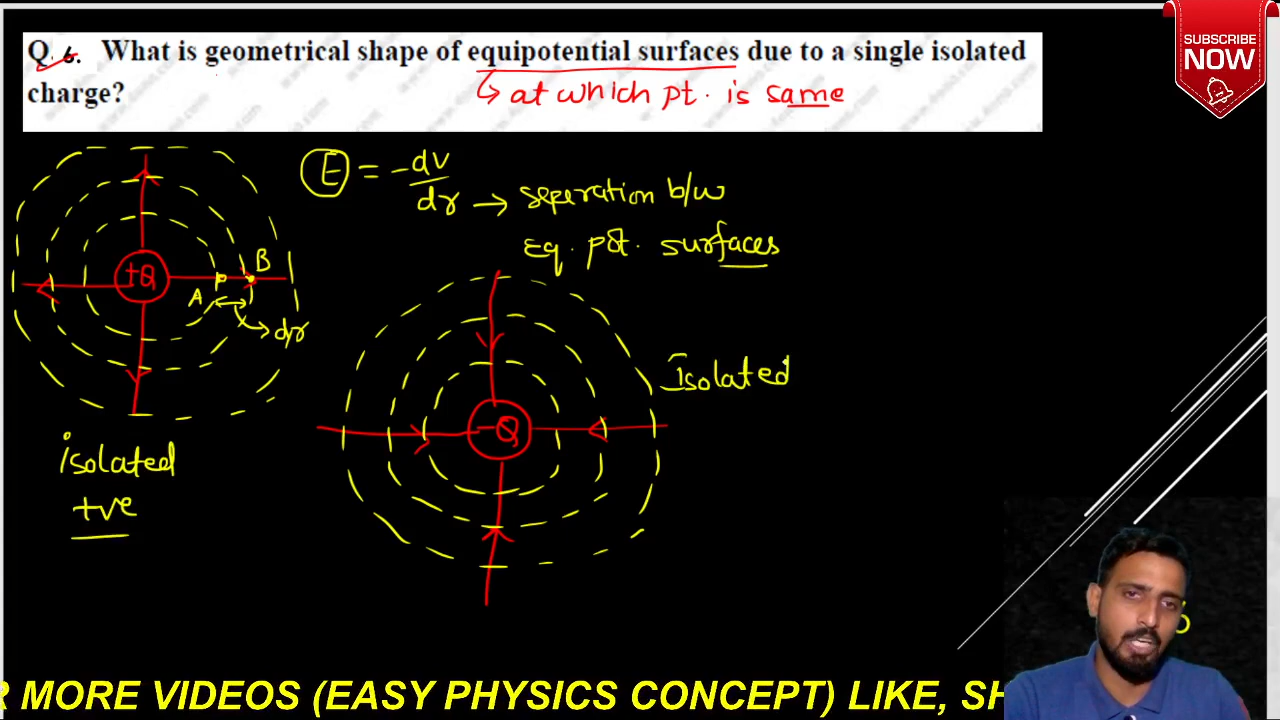 Q. 6. What is geometrical shape of equipotential surfaces due to a single isolated
charge?
↳ at which pt. is same
SUBSCRIBE
NOW
E = -dv/dr → seperation b/w
Eq. pot. surfaces
+Q
A
P
B
dr
isolated
+ve
-Q
Isolated
R MORE VIDEOS (EASY PHYSICS CONCEPT) LIKE, SH